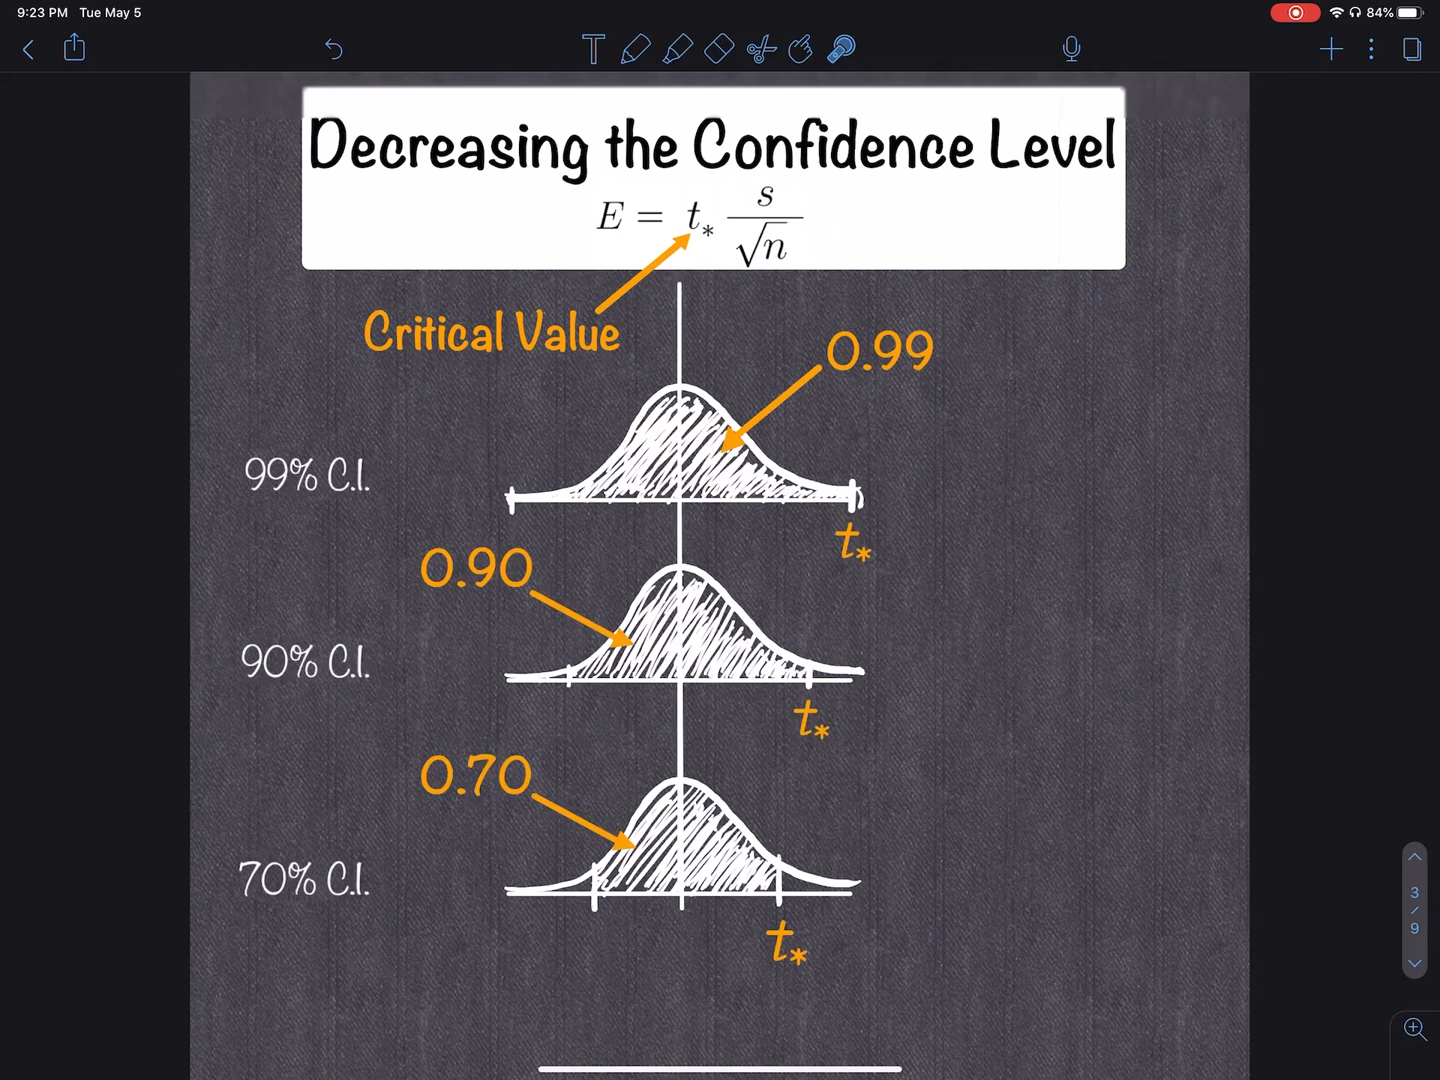 9:23 PM Tue May 5
84%
T
Decreasing the Confidence Level
E = t* s/√n
Critical Value
0.99
99% C.I.
t*
0.90
90% C.I.
t*
0.70
70% C.I.
t*
3
/
9